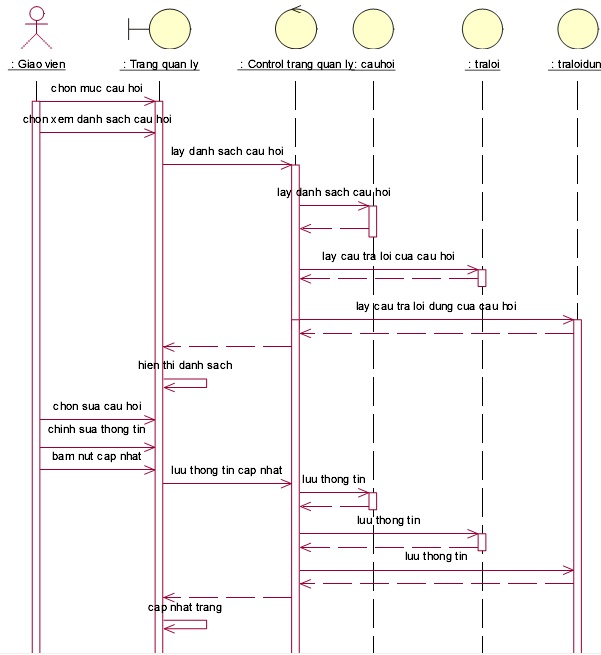 : Giao vien
: Trang quan ly
: Control trang quan ly
: cauhoi
: traloi
: traloidun
chon muc cau hoi
chon xem danh sach cau hoi
lay danh sach cau hoi
lay danh sach cau hoi
lay cau tra loi cua cau hoi
lay cau tra loi dung cua cau hoi
hien thi danh sach
chon sua cau hoi
chinh sua thong tin
bam nut cap nhat
luu thong tin cap nhat
luu thong tin
luu thong tin
luu thong tin
cap nhat trang